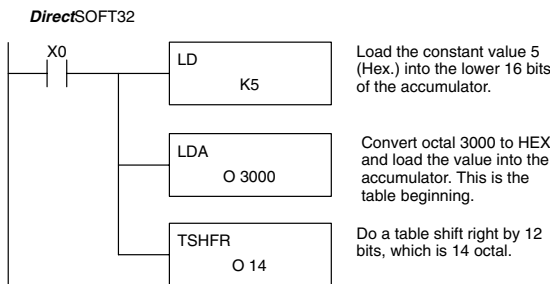 DirectSOFT32
X0
LD
K5
Load the constant value 5
(Hex.) into the lower 16 bits
of the accumulator.
LDA
O 3000
Convert octal 3000 to HEX
and load the value into the
accumulator. This is the
table beginning.
TSHFR
O 14
Do a table shift right by 12
bits, which is 14 octal.